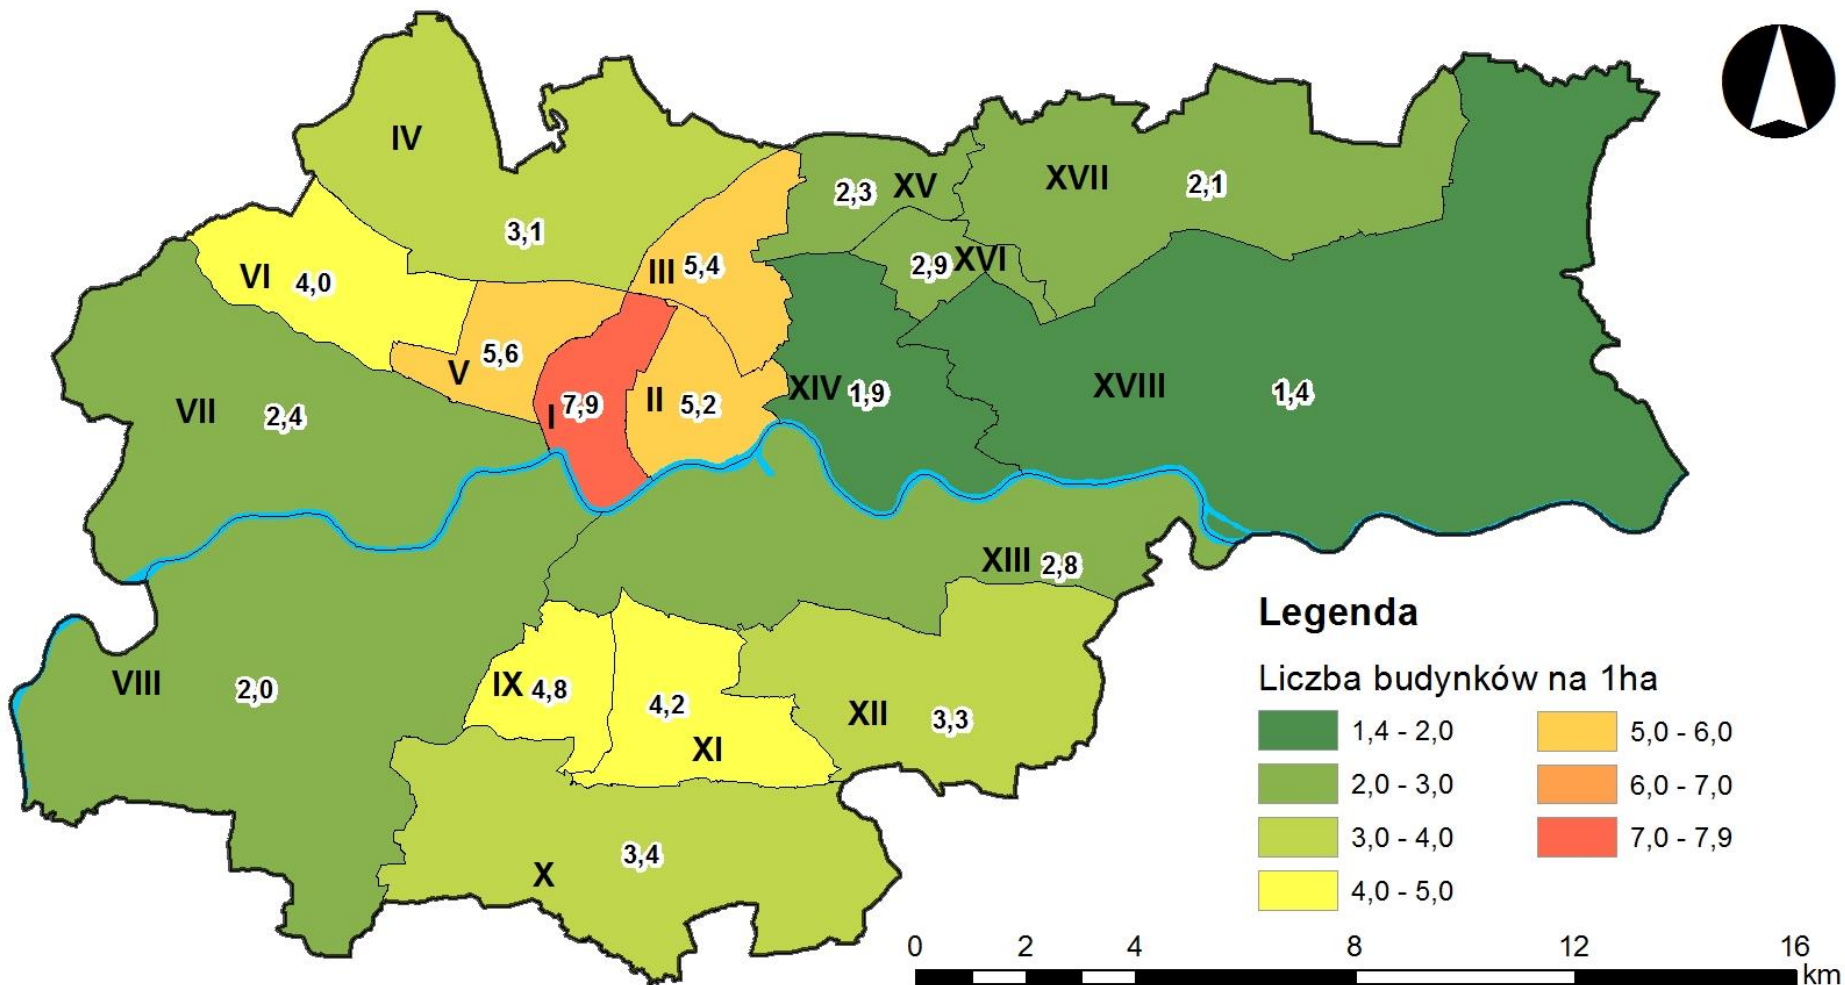 IV
3,1
VI 4,0
III 5,4
2,3 XV
XVII 2,1
2,9 XVI
V 5,6
VII 2,4
I 7,9
II 5,2
XIV 1,9
XVIII 1,4
XIII 2,8
VIII 2,0
IX 4,8
4,2
XI
XII 3,3
X 3,4
Legenda
Liczba budynków na 1ha
1,4 - 2,0
2,0 - 3,0
3,0 - 4,0
4,0 - 5,0
5,0 - 6,0
6,0 - 7,0
7,0 - 7,9
0 2 4 8 12 16
km